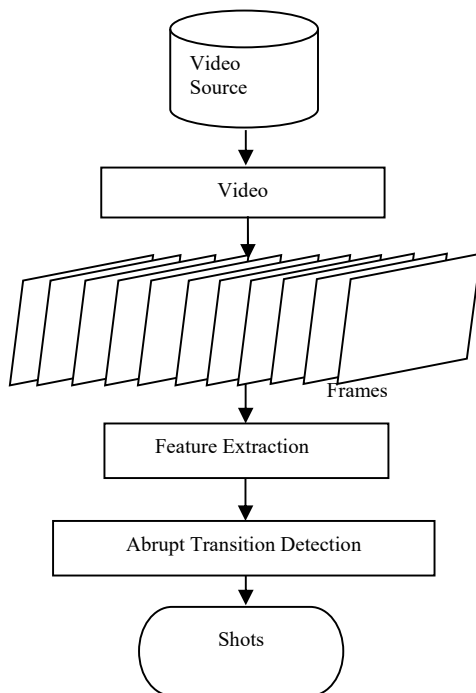 Video
Source
Video
Frames
Feature Extraction
Abrupt Transition Detection
Shots